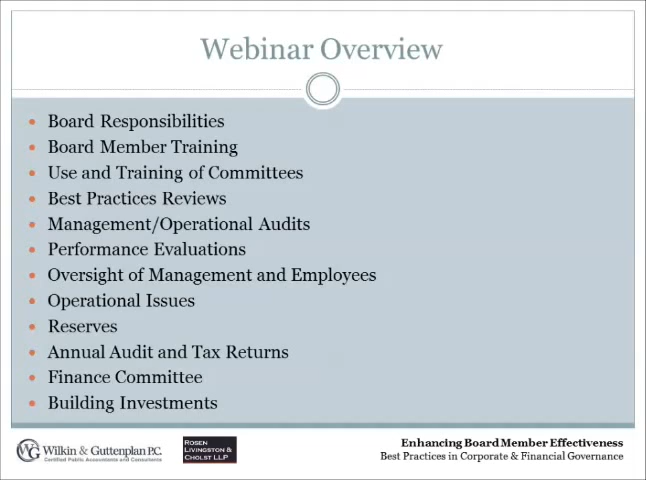 Webinar Overview
Board Responsibilities
Board Member Training
Use and Training of Committees
Best Practices Reviews
Management/Operational Audits
Performance Evaluations
Oversight of Management and Employees
Operational Issues
Reserves
Annual Audit and Tax Returns
Finance Committee
Building Investments
WG Wilkin & Guttenplan P.C.
Certified Public Accountants and Consultants
ROSEN
LIVINGSTON &
CHOLST LLP
Enhancing Board Member Effectiveness
Best Practices in Corporate & Financial Governance